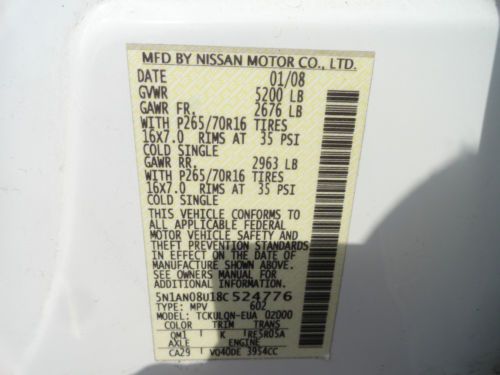 MFD BY NISSAN MOTOR CO., LTD.
DATE 01/08
GVWR 5200 LB
GAWR FR, 2676 LB
WITH P265/70R16 TIRES
16X7.0 RIMS AT 35 PSI
COLD SINGLE
GAWR RR, 2963 LB
WITH P265/70R16 TIRES
16X7.0 RIMS AT 35 PSI
COLD SINGLE
THIS VEHICLE CONFORMS TO
ALL APPLICABLE FEDERAL
MOTOR VEHICLE SAFETY AND
THEFT PREVENTION STANDARDS
IN EFFECT ON THE DATE OF
MANUFACTURE SHOWN ABOVE.
SEE OWNERS MANUAL FOR
ADDITIONAL INFORMATION.
5N1AN08U18C524776
TYPE: MPV 602
MODEL: TCKULQN-EUA 02000
COLOR TRIM TRANS
QM1 K RE5R05A
AXLE ENGINE
CA29 VQ40DE 3954CC